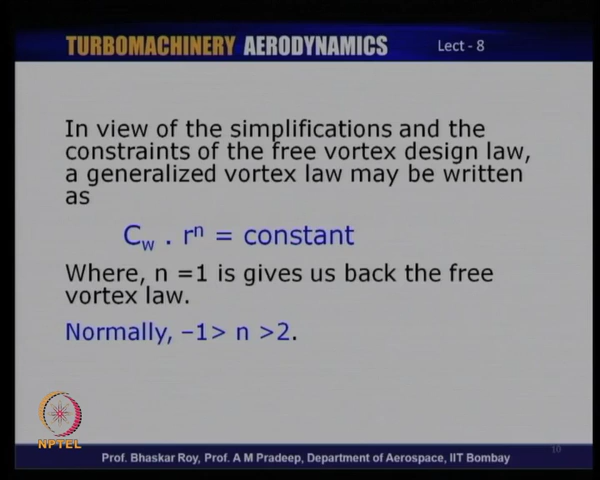 TURBOMACHINERY AERODYNAMICS Lect - 8
In view of the simplifications and the
constraints of the free vortex design law,
a generalized vortex law may be written
as
C_w . r^n = constant
Where, n =1 is gives us back the free
vortex law.
Normally, –1> n >2.
NPTEL
10
Prof. Bhaskar Roy, Prof. A M Pradeep, Department of Aerospace, IIT Bombay